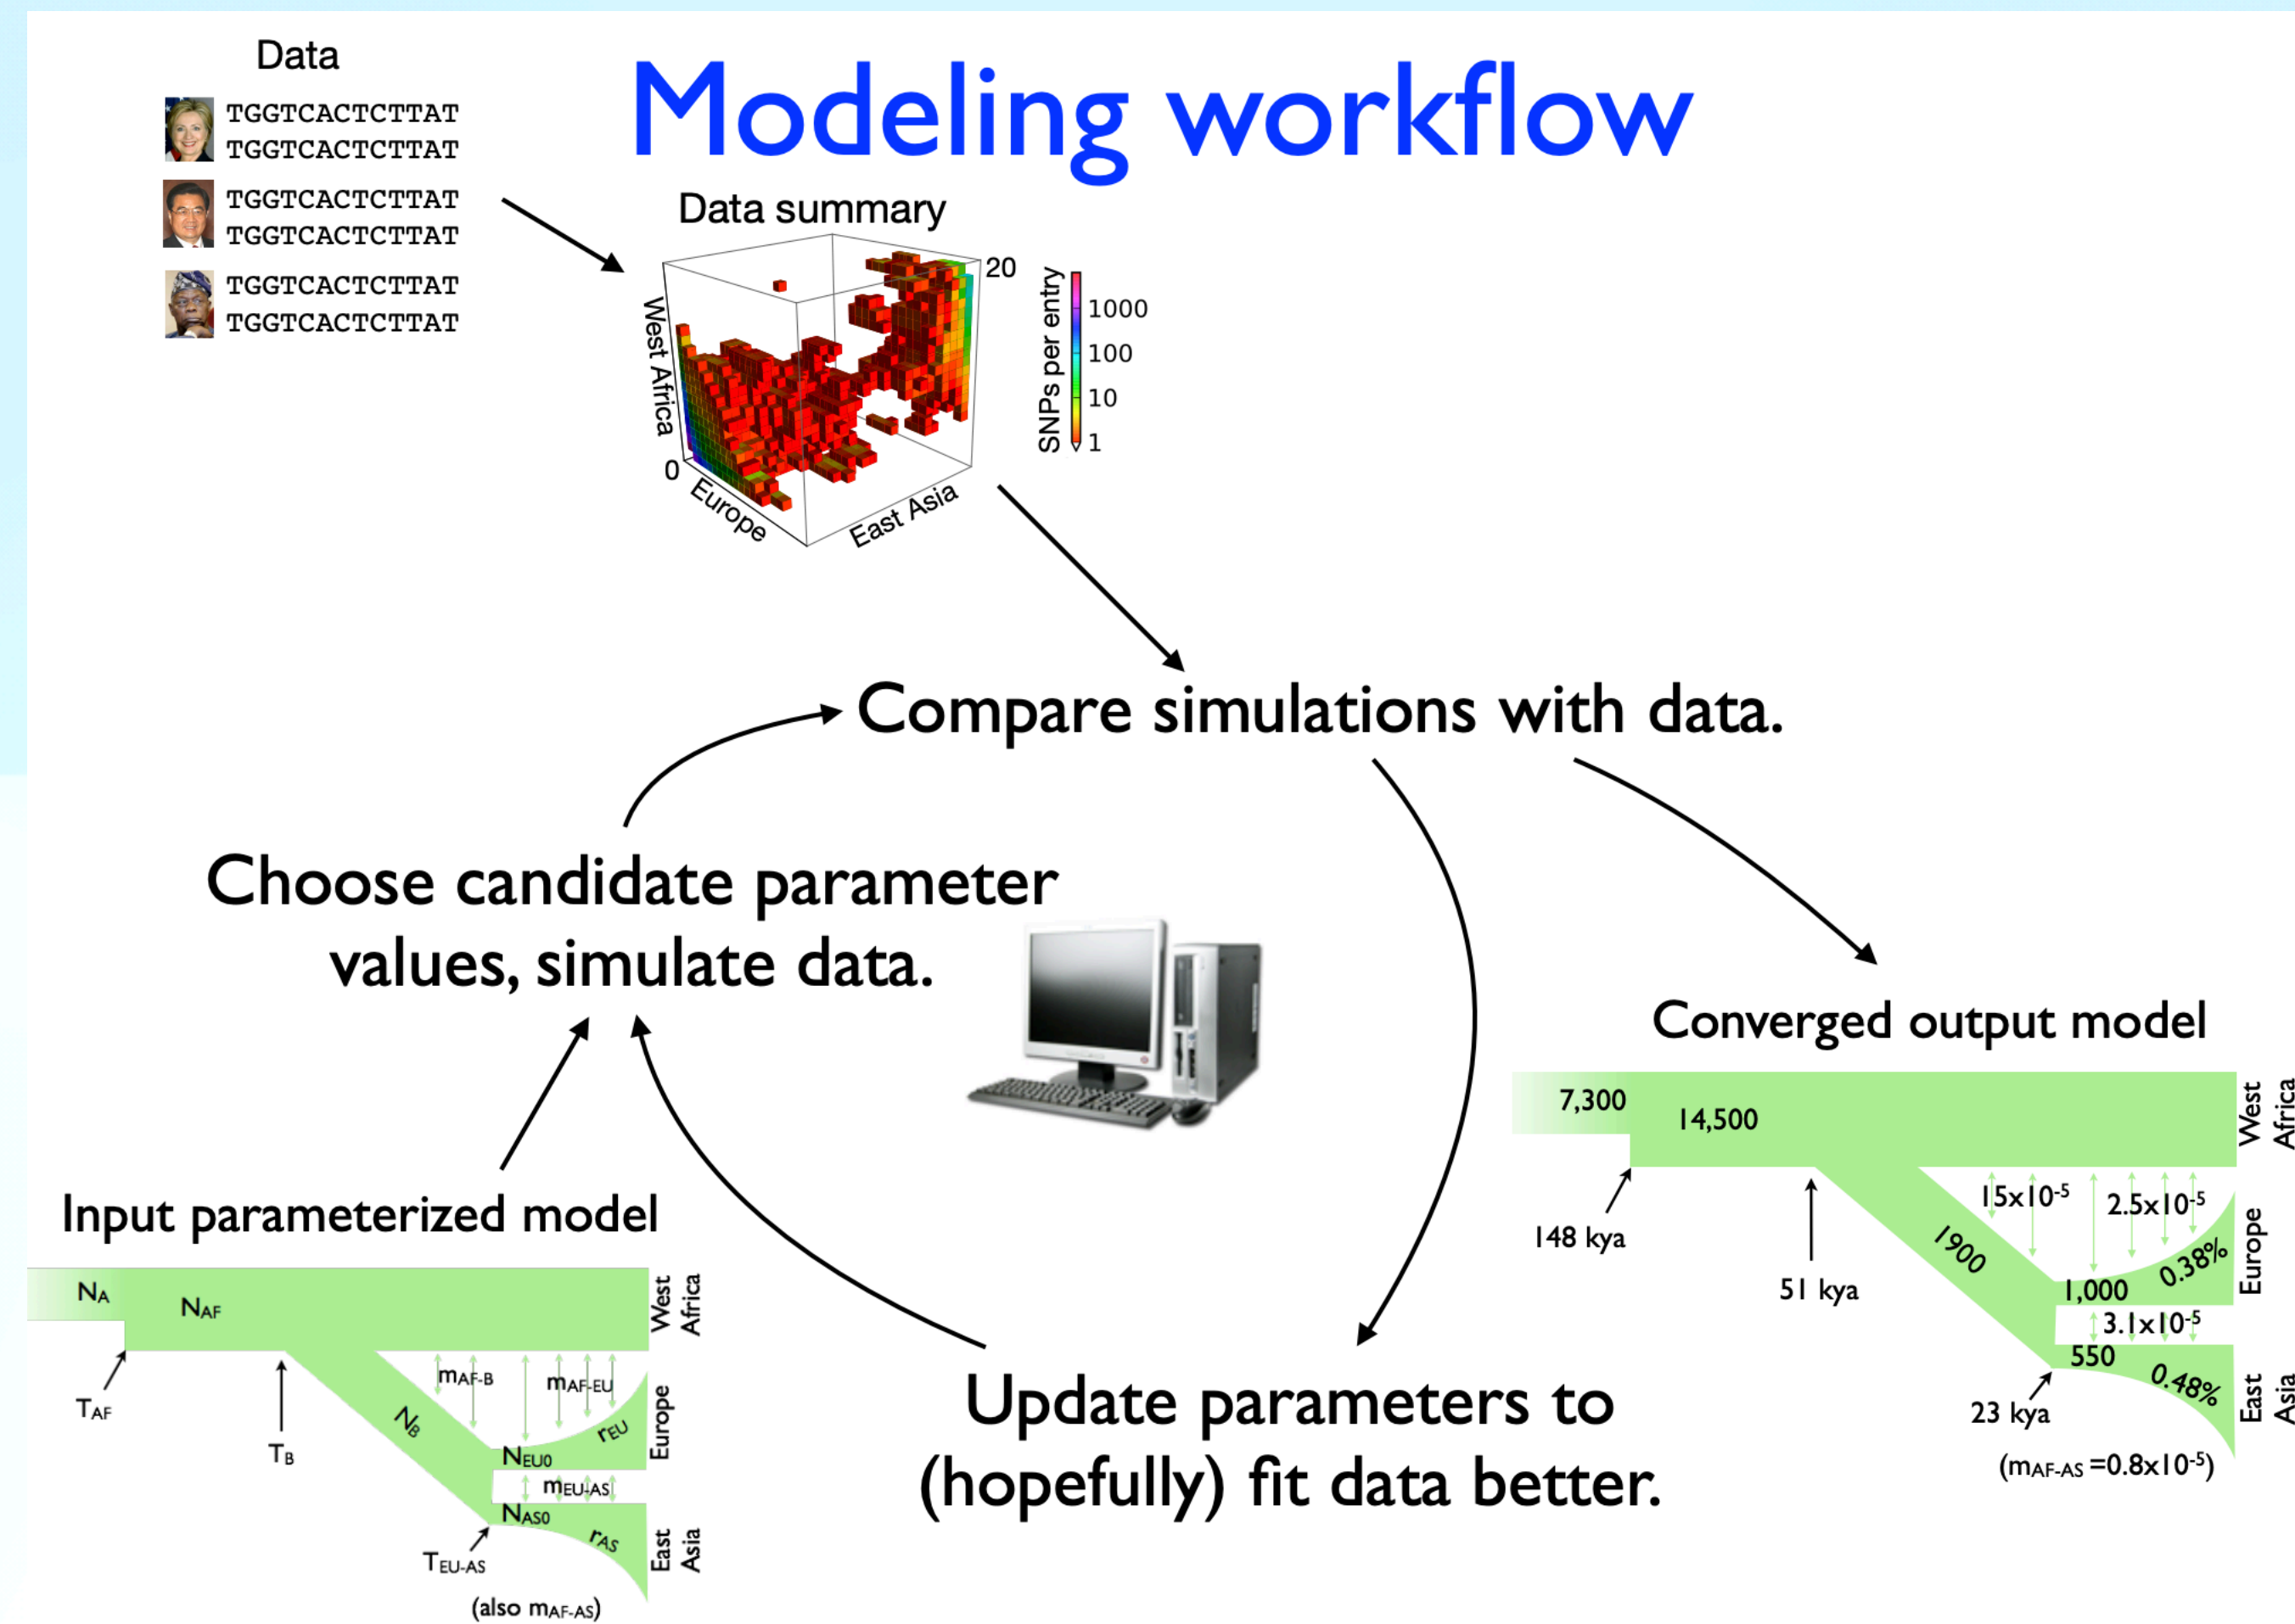 Modeling workflow
Data
TGGTCACTCTTAT
TGGTCACTCTTAT
TGGTCACTCTTAT
TGGTCACTCTTAT
TGGTCACTCTTAT
TGGTCACTCTTAT
Data summary
West Africa
0
Europe
East Asia
20
SNPs per entry
1000
100
10
1
Compare simulations with data.
Choose candidate parameter
values, simulate data.
Input parameterized model
NA
NAF
TAF
TB
NB
mAF-B
mAF-EU
NEU0
rEU
mEU-AS
NAS0
rAS
TEU-AS
(also mAF-AS)
West
Africa
Europe
East
Asia
Update parameters to
(hopefully) fit data better.
Converged output model
7,300
14,500
148 kya
51 kya
1900
15x10-5
2.5x10-5
1,000
0.38%
3.1x10-5
550
0.48%
23 kya
(mAF-AS =0.8x10-5)
West
Africa
Europe
East
Asia